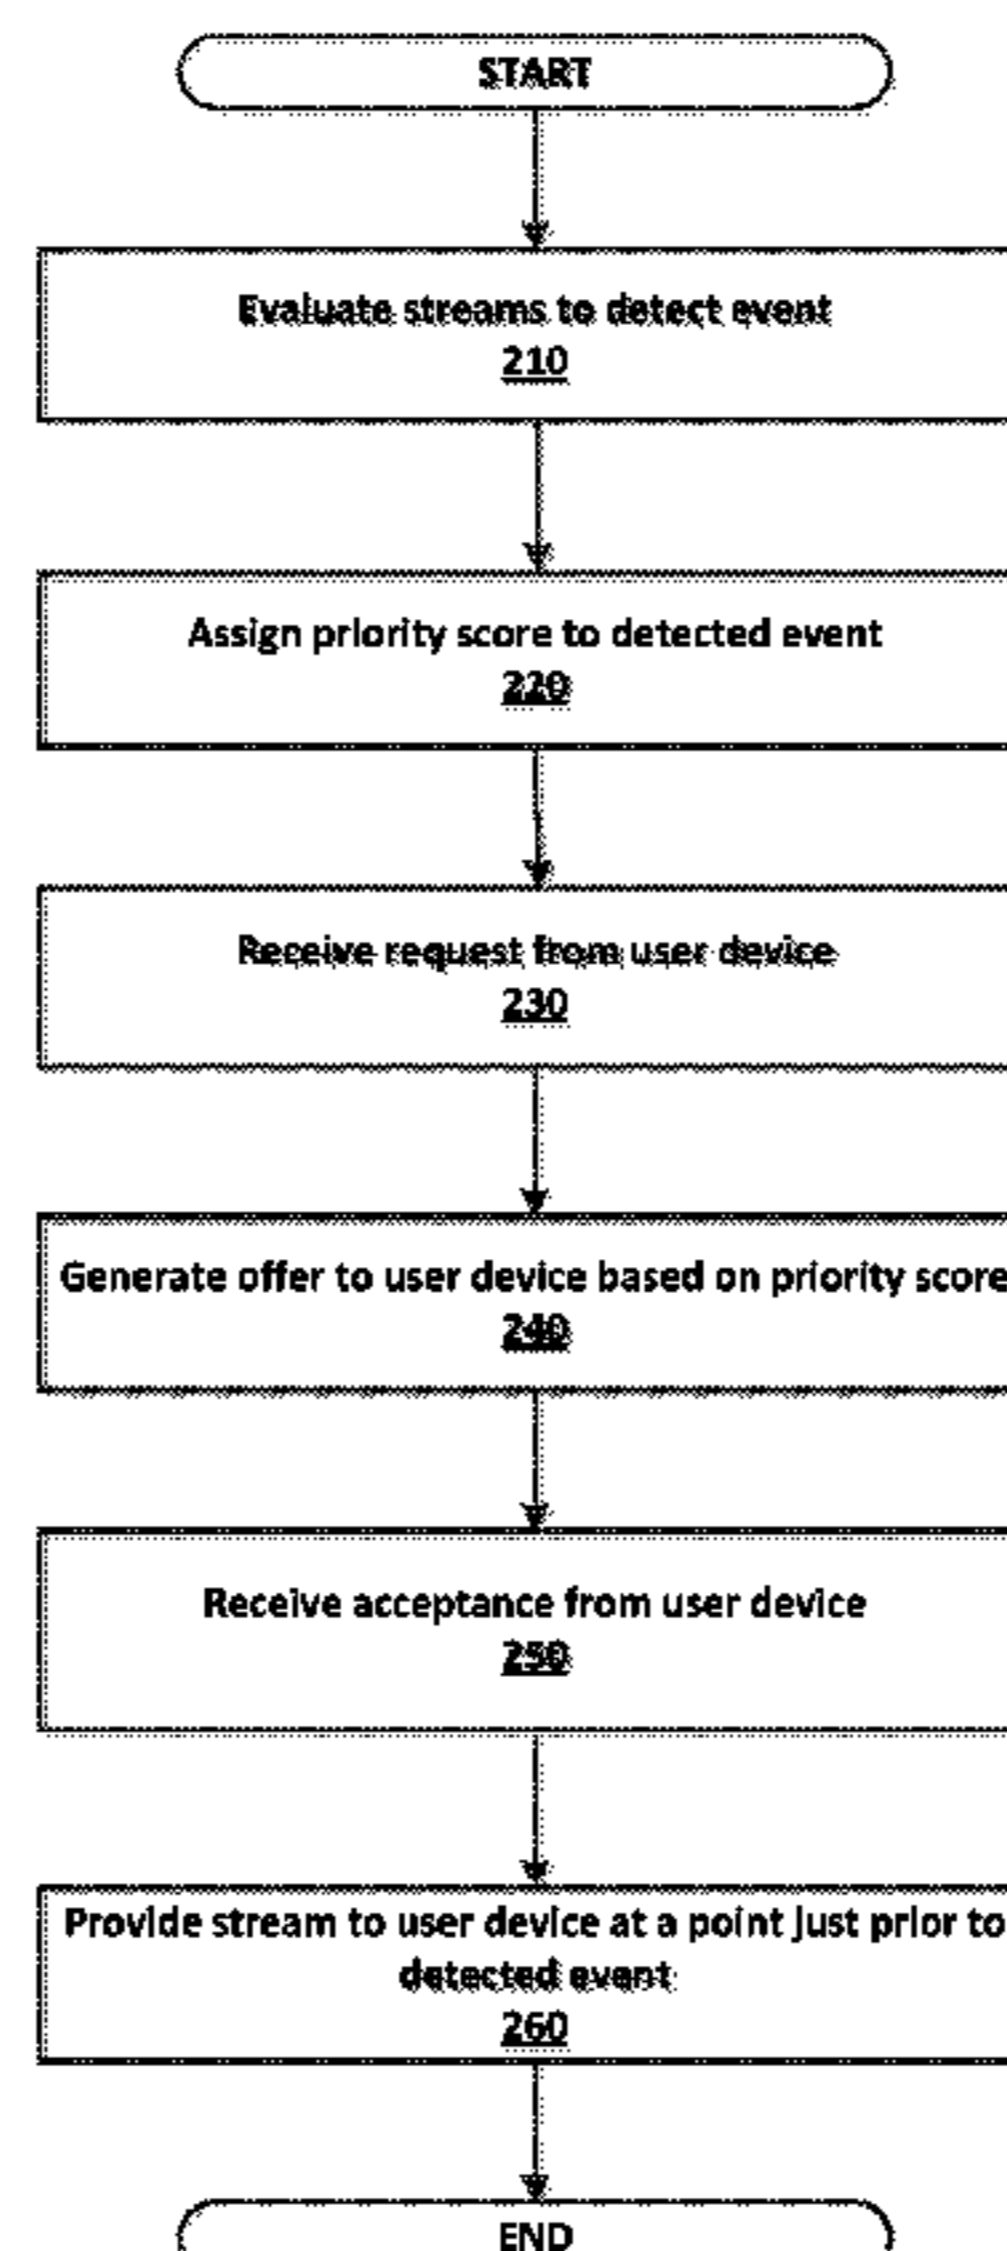 START
Evaluate streams to detect event
210
Assign priority score to detected event
220
Receive request from user device
230
Generate offer to user device based on priority score
240
Receive acceptance from user device
250
Provide stream to user device at a point just prior to
detected event
260
END